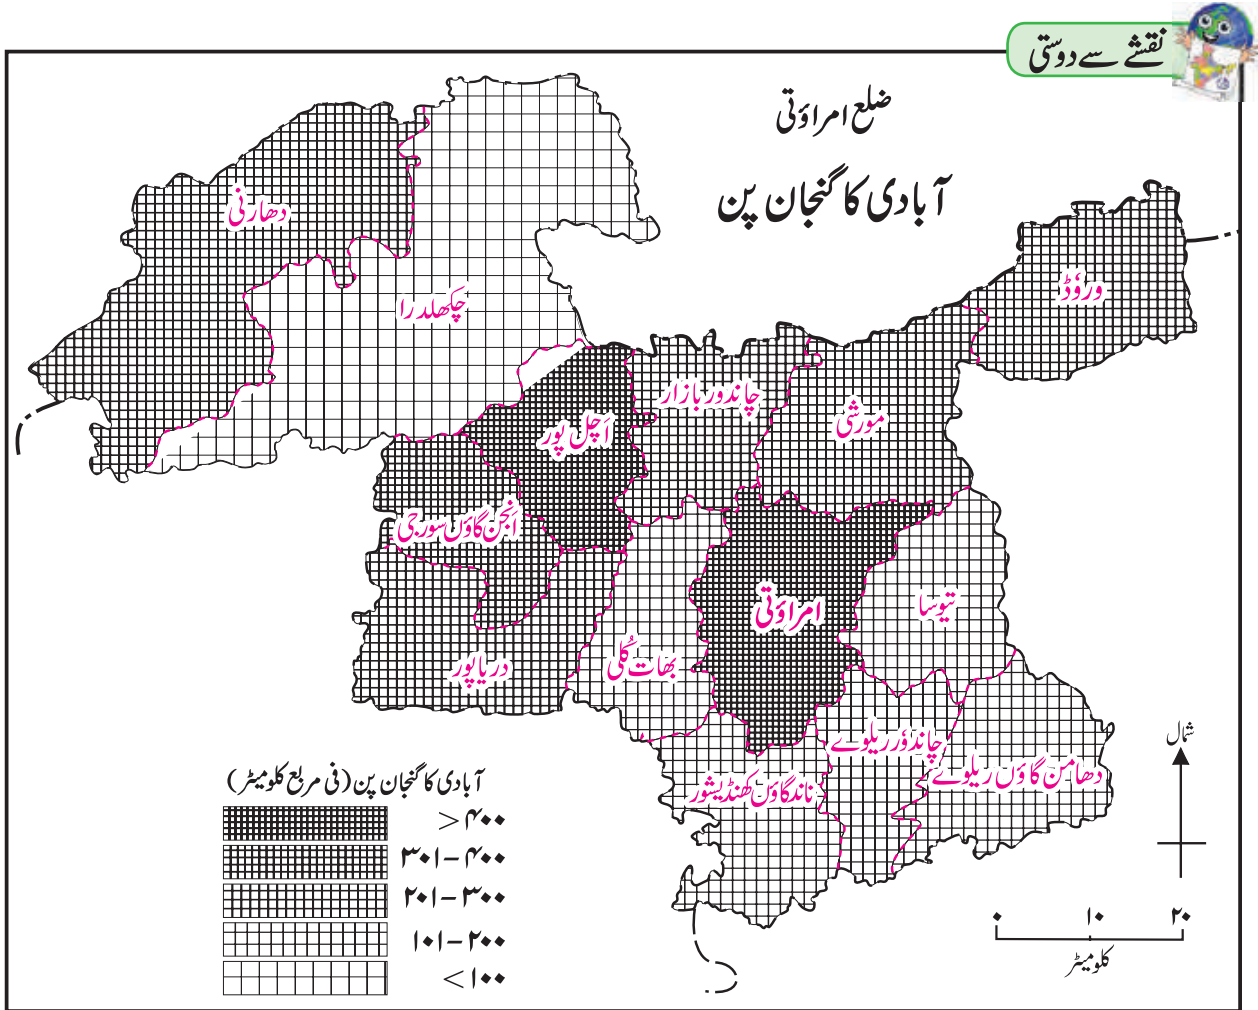 نقشے سے دوستی
ضلع امراؤتی
آبادی کا گنجان پن
دھارنی
چکھلدرا
وروٗڈ
چاندور بازار
مورشی
اَچل پور
انجن گاؤں سورجی
تیوسا
امراؤتی
بھات کُلی
دریاپور
چاندوٗر ریلوے
دھامن گاؤں ریلوے
ناندگاؤں کھنڈیشور
شمال
آبادی کا گنجان پن (فی مربع کلومیٹر)
> ۴۰۰
۳۰۱ – ۴۰۰
۲۰۱ – ۳۰۰
۱۰۱ – ۲۰۰
< ۱۰۰
۰ ۱۰ ۲۰
کلومیٹر